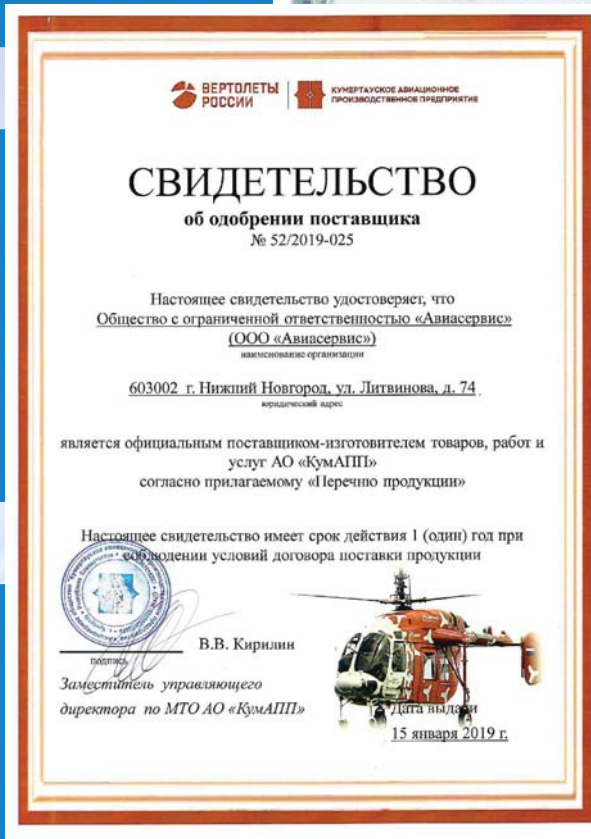 ВЕРТОЛЕТЫ
РОССИИ
КУМЕРТАУСКОЕ АВИАЦИОННОЕ
ПРОИЗВОДСТВЕННОЕ ПРЕДПРИЯТИЕ
СВИДЕТЕЛЬСТВО
об одобрении поставщика
№ 52/2019-025
Настоящее свидетельство удостоверяет, что
Общество с ограниченной ответственностью «Авиасервис»
(ООО «Авиасервис»)
наименование организации
603002 г. Нижний Новгород, ул. Литвинова, д. 74
юридический адрес
является официальным поставщиком-изготовителем товаров, работ и
услуг АО «КумАПП»
согласно прилагаемому «Перечню продукции»
Настоящее свидетельство имеет срок действия 1 (один) год при
соблюдении условий договора поставки продукции
В.В. Кирилин
подпись
Заместитель управляющего
директора по МТО АО «КумАПП»
Дата выдачи
15 января 2019 г.